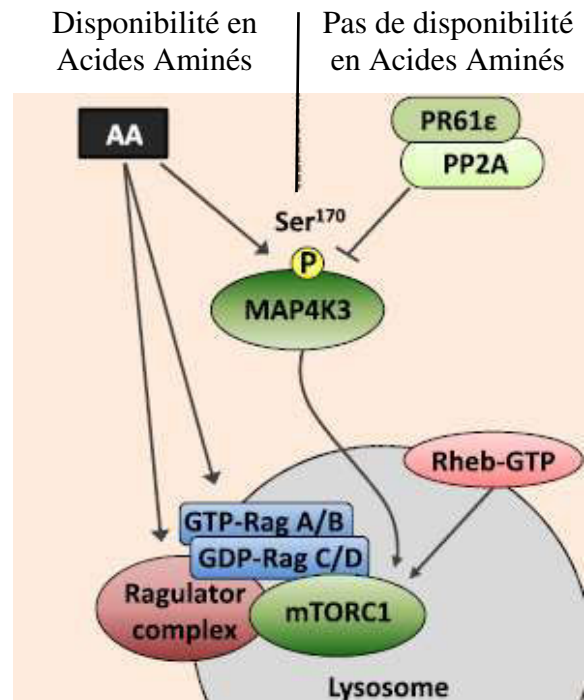 Disponibilité en
Acides Aminés
Pas de disponibilité
en Acides Aminés
AA
PR61ε
PP2A
Ser170
P
MAP4K3
Rheb-GTP
GTP-Rag A/B
GDP-Rag C/D
Ragulator
complex
mTORC1
Lysosome